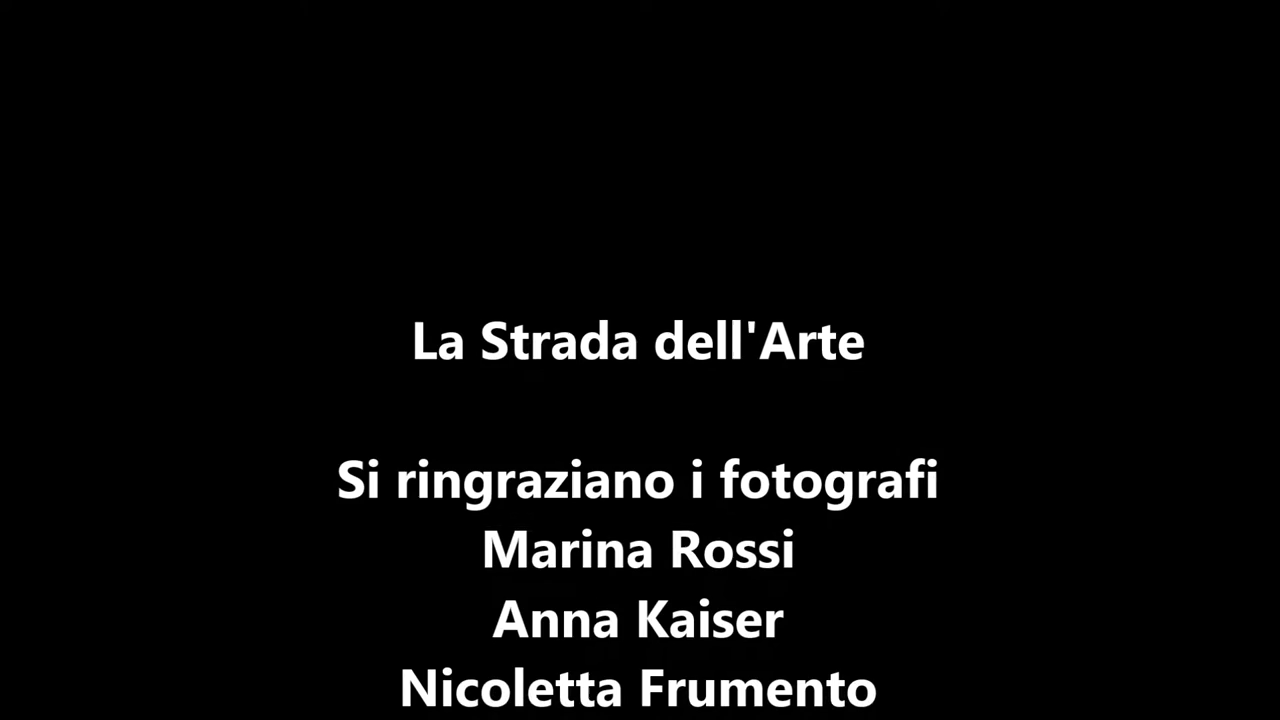 La Strada dell'Arte
Si ringraziano i fotografi
Marina Rossi
Anna Kaiser
Nicoletta Frumento